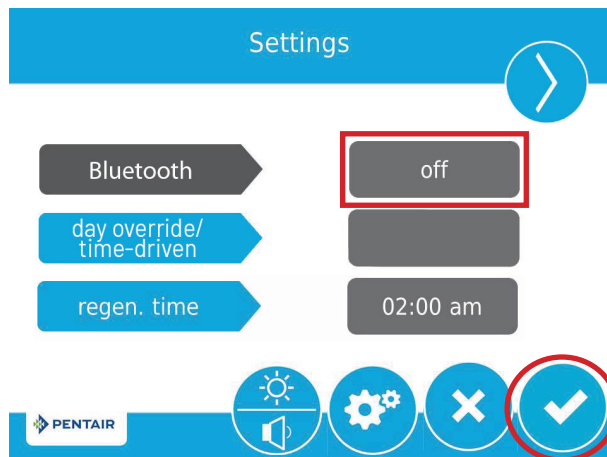 Settings
Bluetooth
off
day override/
time-driven
regen. time
02:00 am
PENTAIR